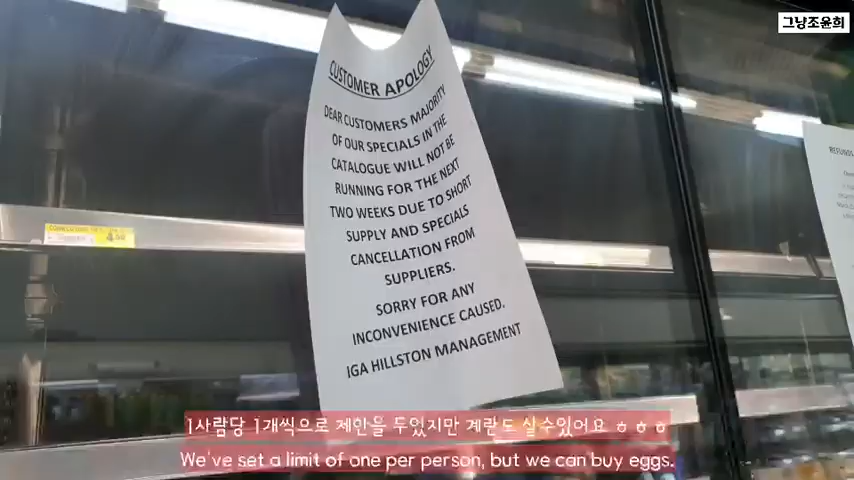 그냥조윤희
CUSTOMER APOLOGY
DEAR CUSTOMERS MAJORITY
OF OUR SPECIALS IN THE
CATALOGUE WILL NOT BE
RUNNING FOR THE NEXT
TWO WEEKS DUE TO SHORT
SUPPLY AND SPECIALS
CANCELLATION FROM
SUPPLIERS.
SORRY FOR ANY
INCONVENIENCE CAUSED.
IGA HILLSTON MANAGEMENT
REFUNDS
1사람당 1개씩으로 제한을 두었지만 계란도 살수있어요 ㅎㅎㅎ
We've set a limit of one per person, but we can buy eggs.